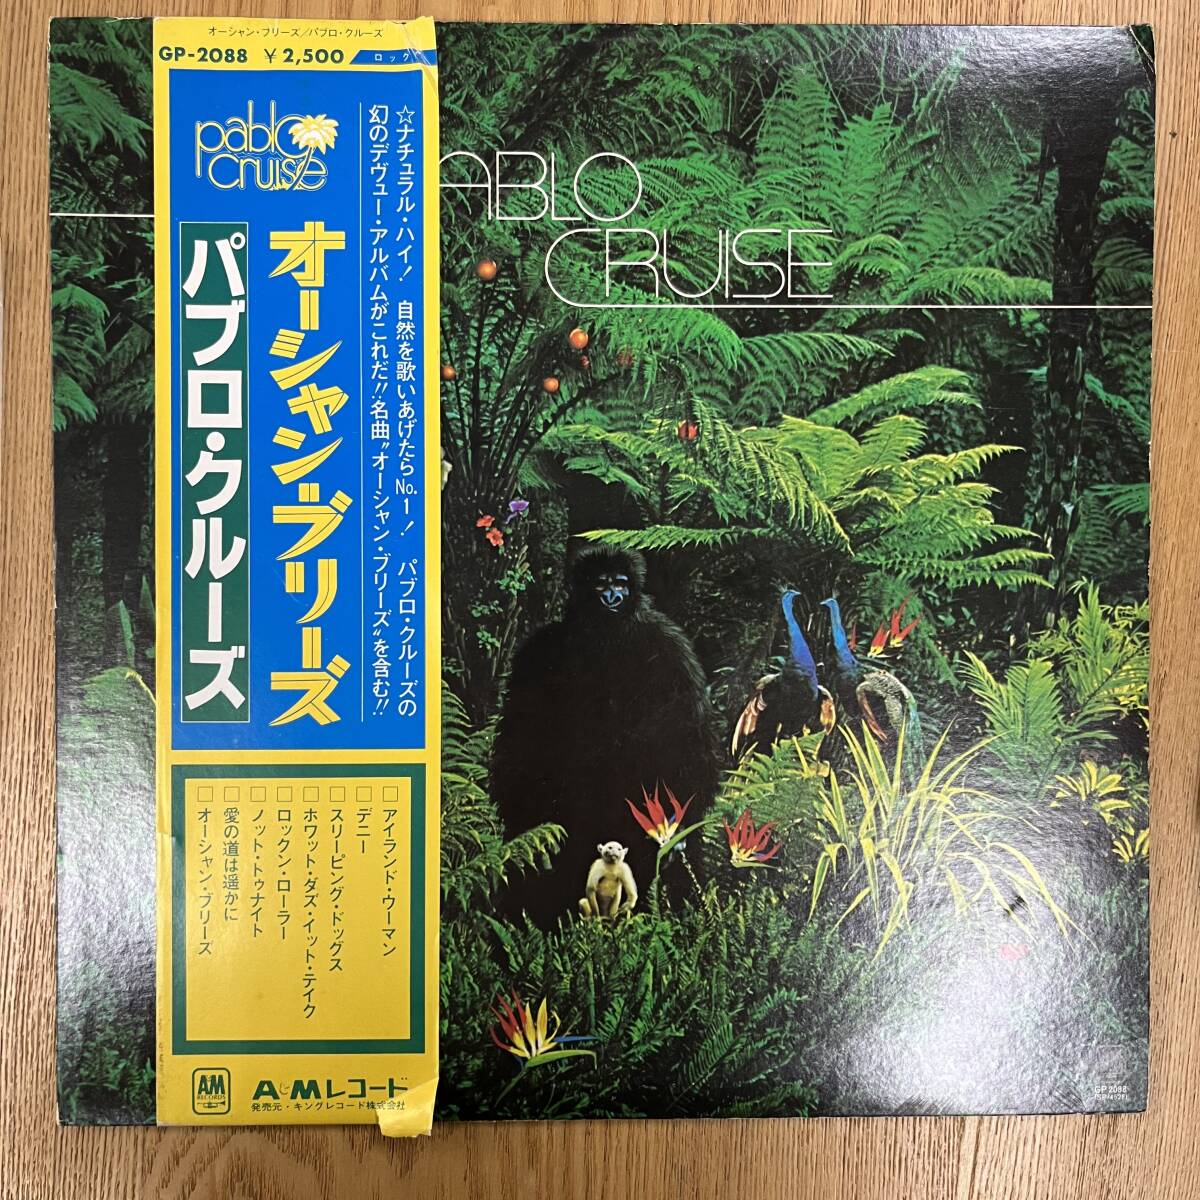 オーシャン・ブリーズ/パブロ・クルーズ
GP-2088 ¥2,500 ロック
pablo
cruise
☆ナチュラル・ハイ! 自然を歌いあげたらNo.1! パブロ・クルーズの
幻のデヴュー・アルバムがこれだ!!名曲"オーシャン・ブリーズ"を含む!!
オーシャン・ブリーズ
パブロ・クルーズ
□アイランド・ウーマン
□デニー
□スリーピング・ドッグス
□ホワット・ダズ・イット・テイク
□ロックン・ローラー
□ノット・トゥナイト
□愛の道は遥かに
□オーシャン・ブリーズ
A&M
RECORDS
A&Mレコード
発売元・キングレコード株式会社
ABLO
CRUISE
GP 2088